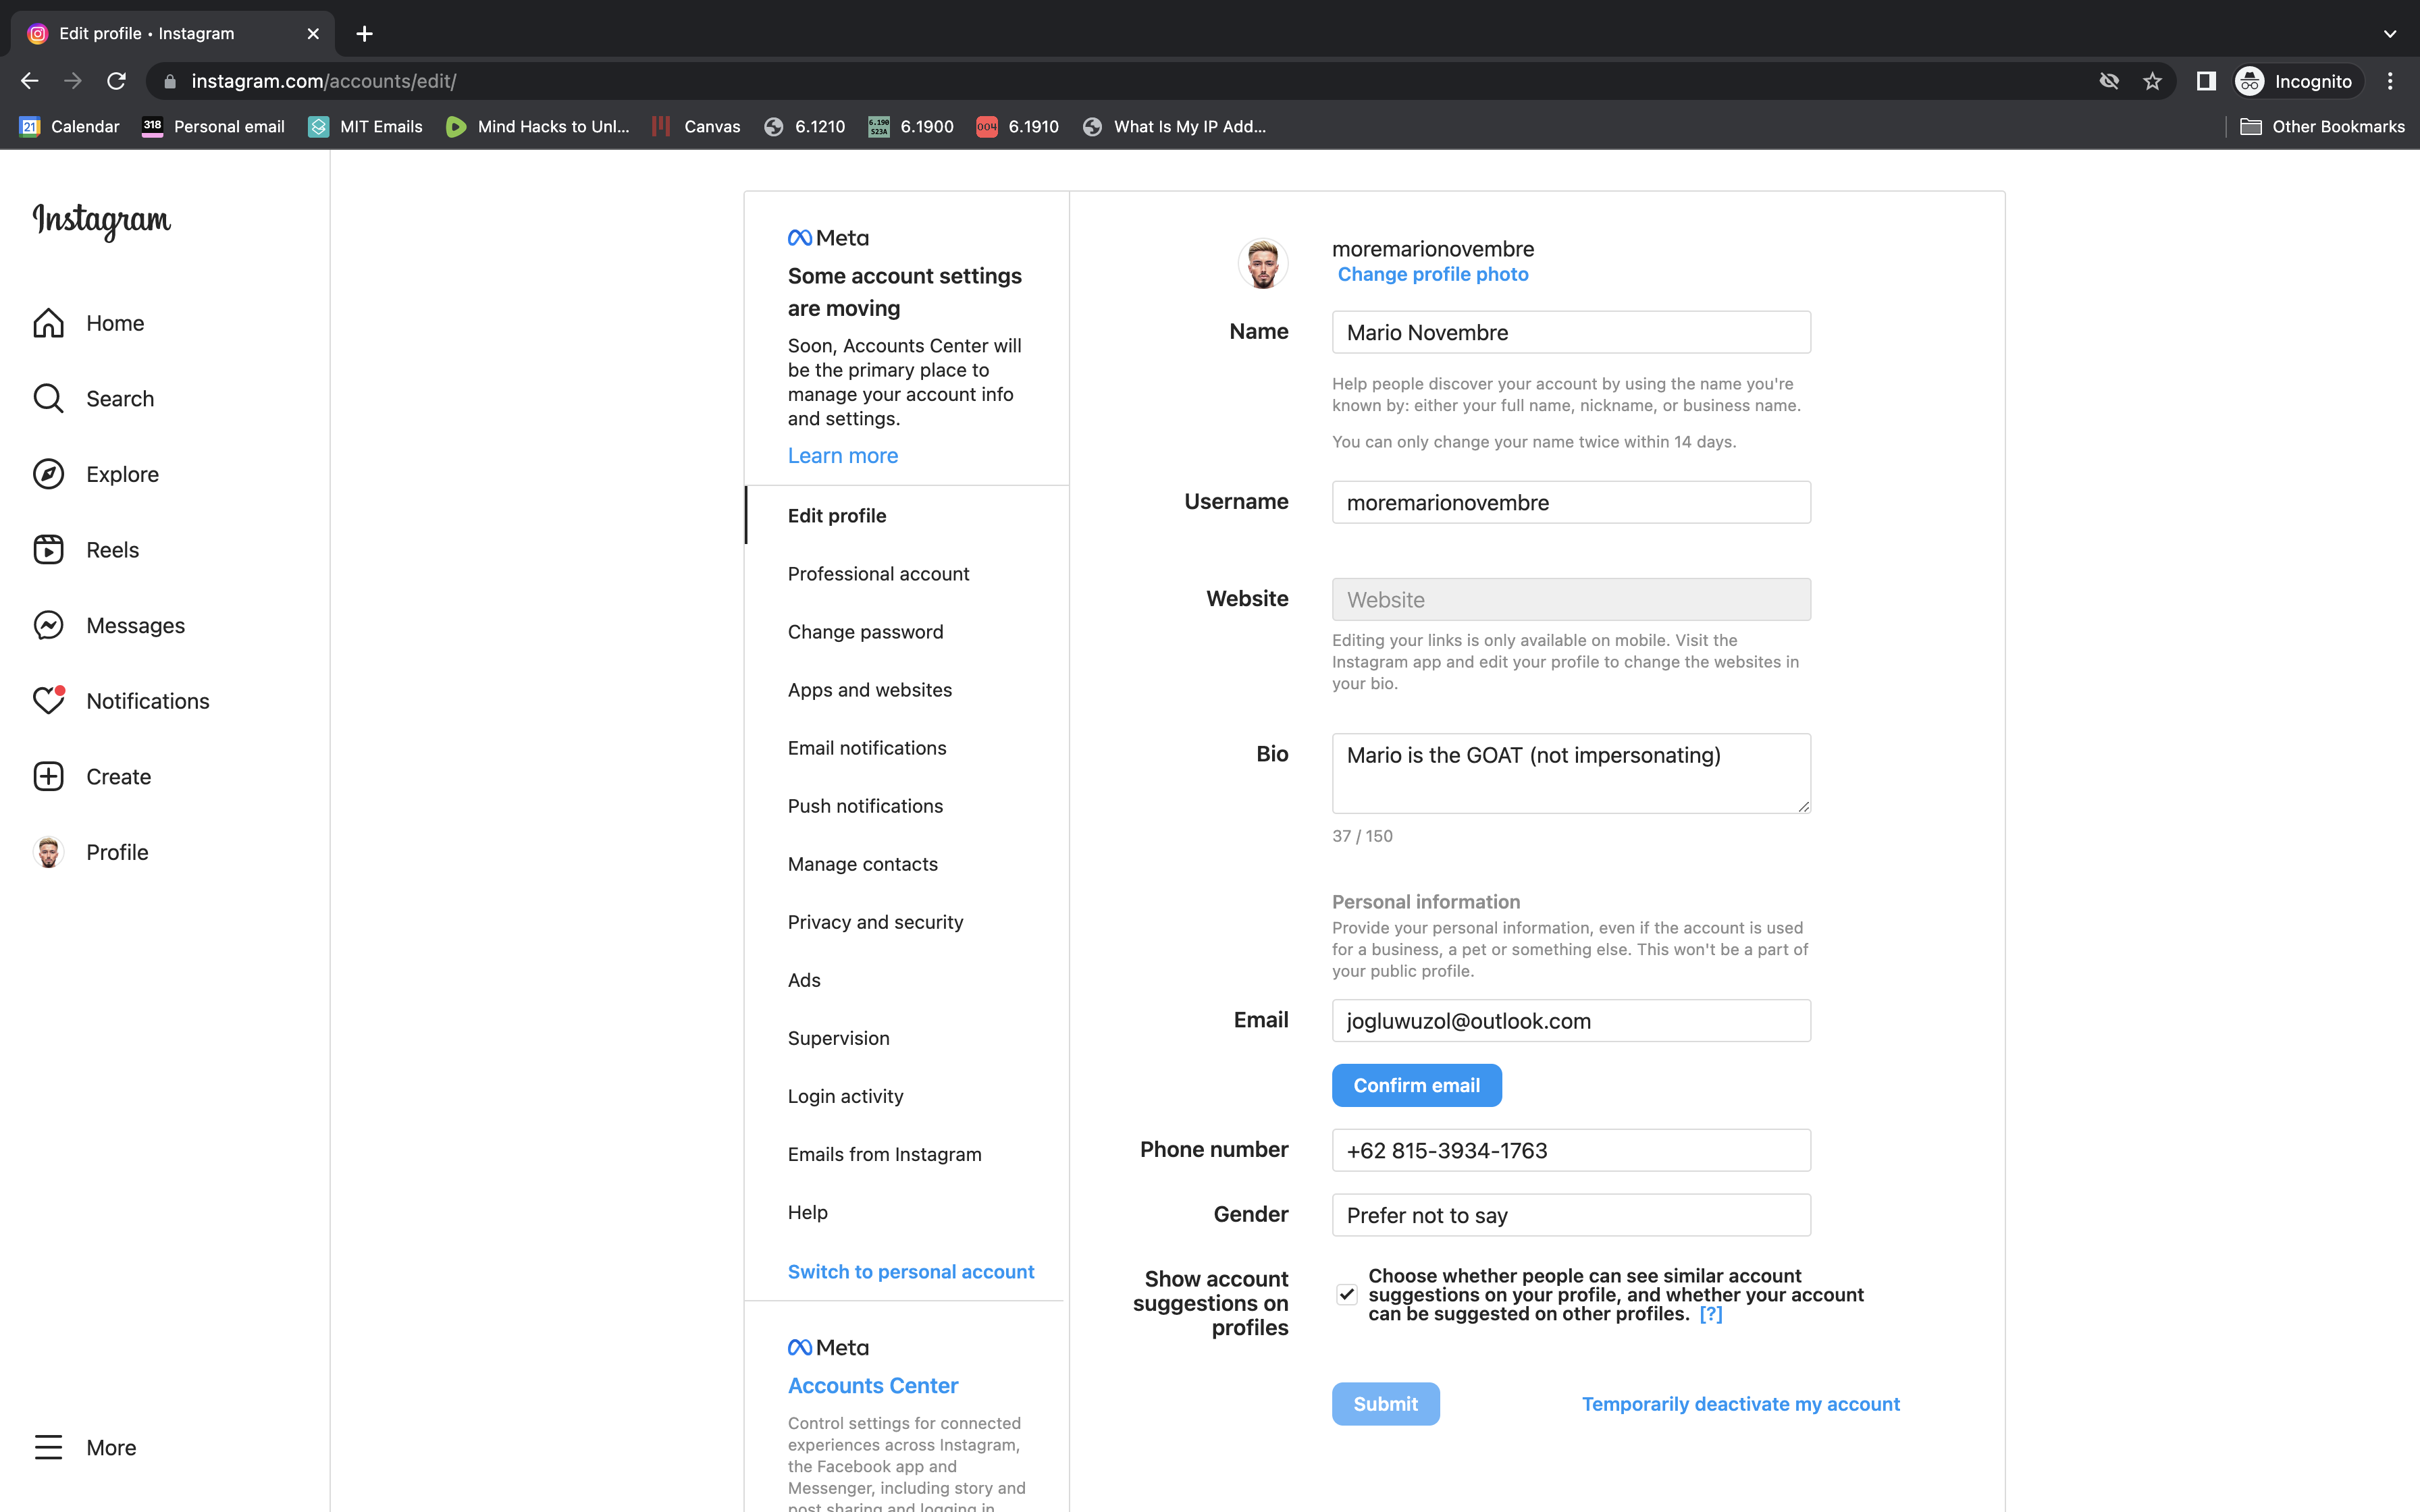 Edit profile • Instagram
instagram.com/accounts/edit/
Incognito
21 Calendar
318 Personal email
MIT Emails
Mind Hacks to Unl...
Canvas
6.1210
6.190 S23A 6.1900
004 6.1910
What Is My IP Add...
Other Bookmarks
Instagram
Home
Search
Explore
Reels
Messages
Notifications
Create
Profile
More
Meta
Some account settings
are moving
Soon, Accounts Center will
be the primary place to
manage your account info
and settings.
Learn more
Edit profile
Professional account
Change password
Apps and websites
Email notifications
Push notifications
Manage contacts
Privacy and security
Ads
Supervision
Login activity
Emails from Instagram
Help
Switch to personal account
Meta
Accounts Center
Control settings for connected
experiences across Instagram,
the Facebook app and
Messenger, including story and
post sharing and logging in.
moremarionovembre
Change profile photo
Name
Mario Novembre
Help people discover your account by using the name you're
known by: either your full name, nickname, or business name.
You can only change your name twice within 14 days.
Username
moremarionovembre
Website
Website
Editing your links is only available on mobile. Visit the
Instagram app and edit your profile to change the websites in
your bio.
Bio
Mario is the GOAT (not impersonating)
37 / 150
Personal information
Provide your personal information, even if the account is used
for a business, a pet or something else. This won't be a part of
your public profile.
Email
jogluwuzol@outlook.com
Confirm email
Phone number
+62 815-3934-1763
Gender
Prefer not to say
Show account
suggestions on
profiles
Choose whether people can see similar account
suggestions on your profile, and whether your account
can be suggested on other profiles. [?]
Submit
Temporarily deactivate my account